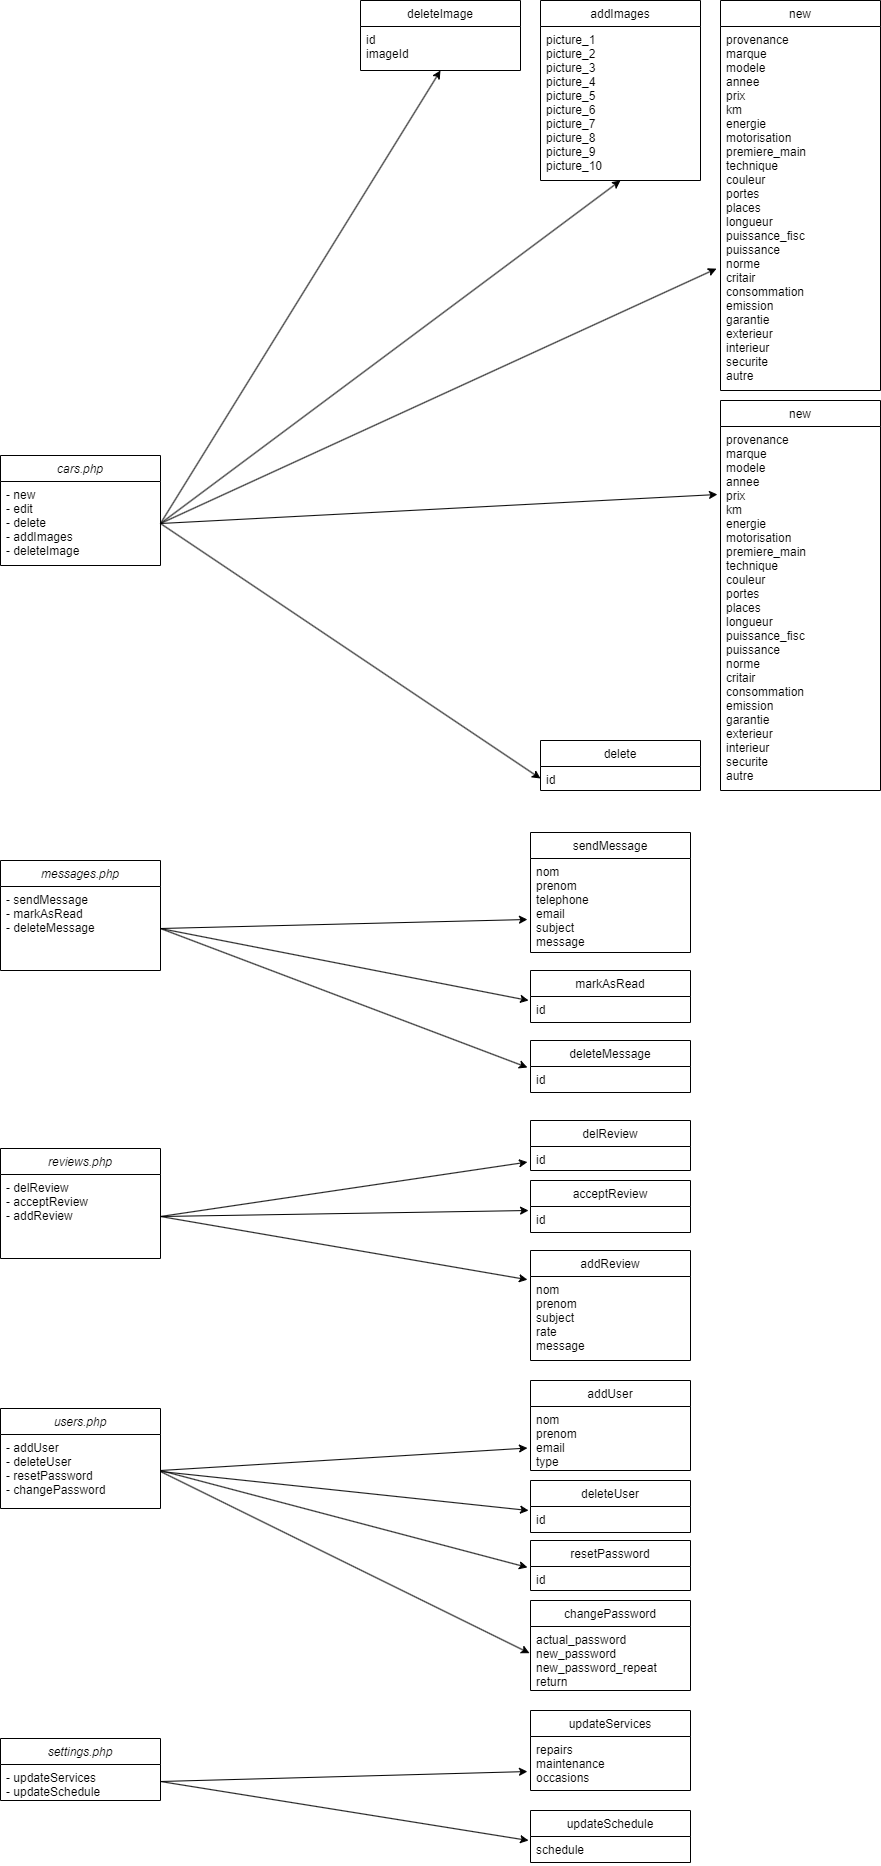 deleteImage
id
imageId
addImages
picture_1
picture_2
picture_3
picture_4
picture_5
picture_6
picture_7
picture_8
picture_9
picture_10
new
provenance
marque
modele
annee
prix
km
energie
motorisation
premiere_main
technique
couleur
portes
places
longueur
puissance_fisc
puissance
norme
critair
consommation
emission
garantie
exterieur
interieur
securite
autre
cars.php
- new
- edit
- delete
- addImages
- deleteImage
new
provenance
marque
modele
annee
prix
km
energie
motorisation
premiere_main
technique
couleur
portes
places
longueur
puissance_fisc
puissance
norme
critair
consommation
emission
garantie
exterieur
interieur
securite
autre
delete
id
messages.php
- sendMessage
- markAsRead
- deleteMessage
sendMessage
nom
prenom
telephone
email
subject
message
markAsRead
id
deleteMessage
id
reviews.php
- delReview
- acceptReview
- addReview
delReview
id
acceptReview
id
addReview
nom
prenom
subject
rate
message
users.php
- addUser
- deleteUser
- resetPassword
- changePassword
addUser
nom
prenom
email
type
deleteUser
id
resetPassword
id
changePassword
actual_password
new_password
new_password_repeat
return
settings.php
- updateServices
- updateSchedule
updateServices
repairs
maintenance
occasions
updateSchedule
schedule